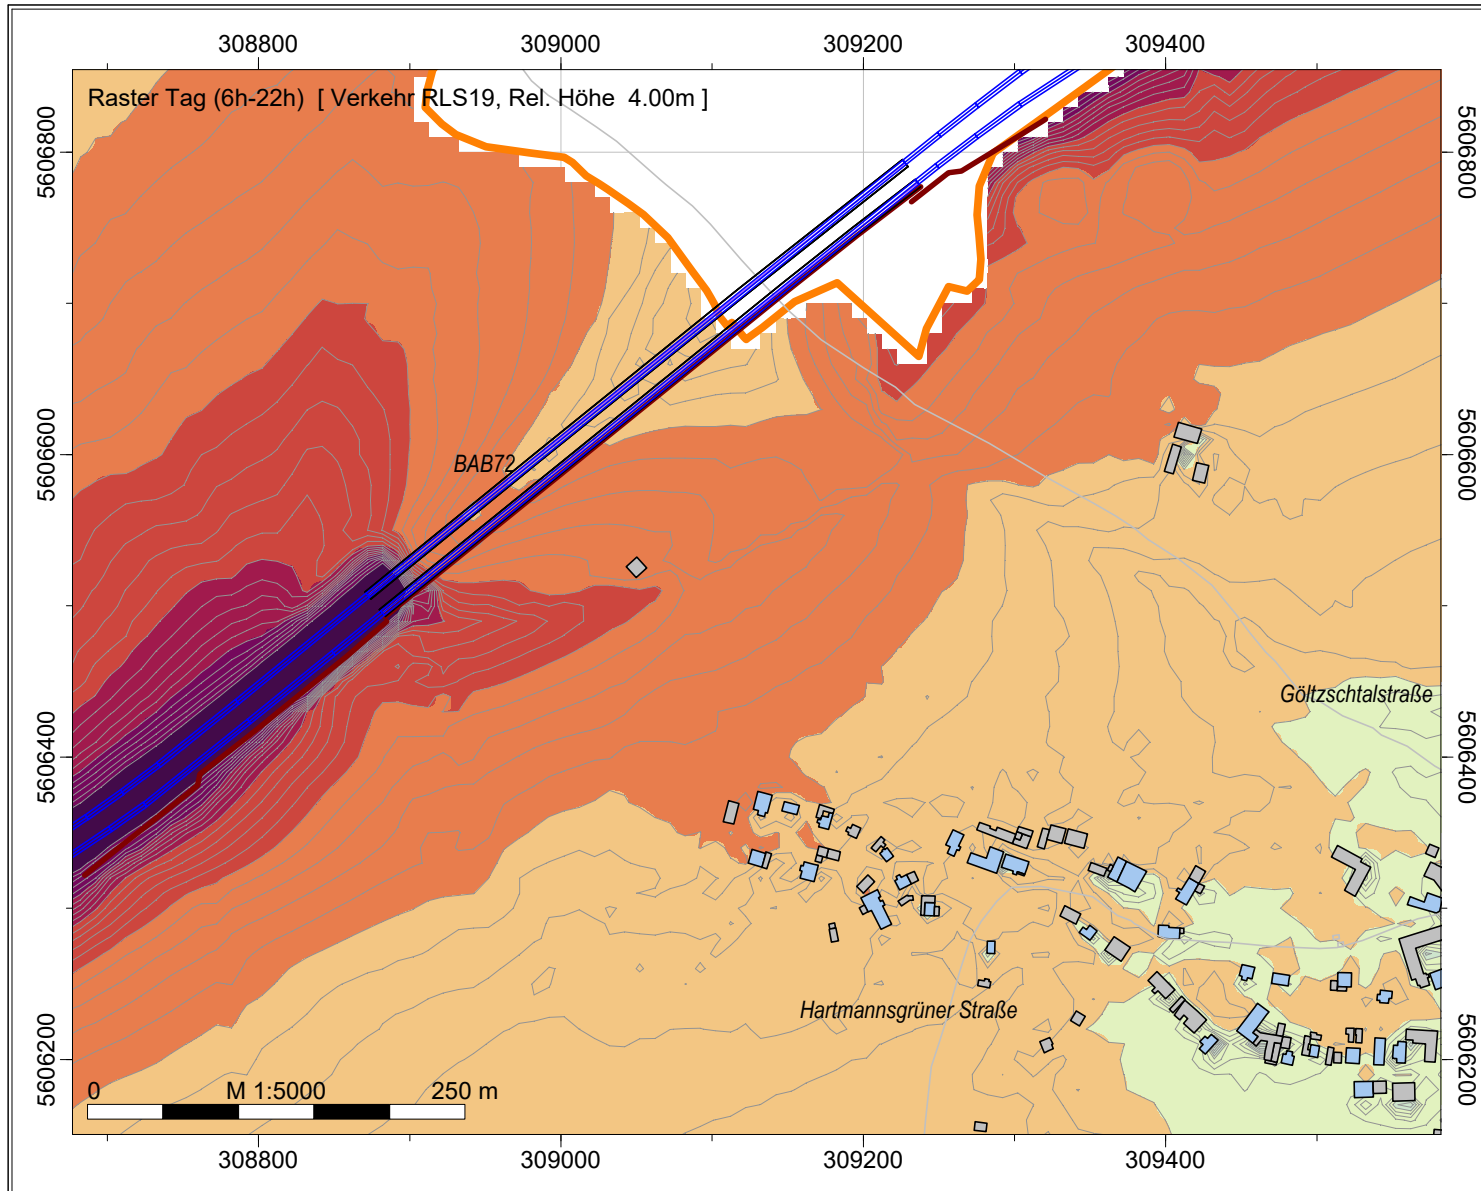 308800 309000 309200 309400
Raster Tag (6h-22h) [ Verkehr RLS19, Rel. Höhe 4.00m ]
5606800 5606800
5606600 5606600
BAB72
Göltzschtalstraße
5606400 5606400
Hartmannsgrüner Straße
5606200 5606200
0 M 1:5000 250 m
308800 309000 309200 309400